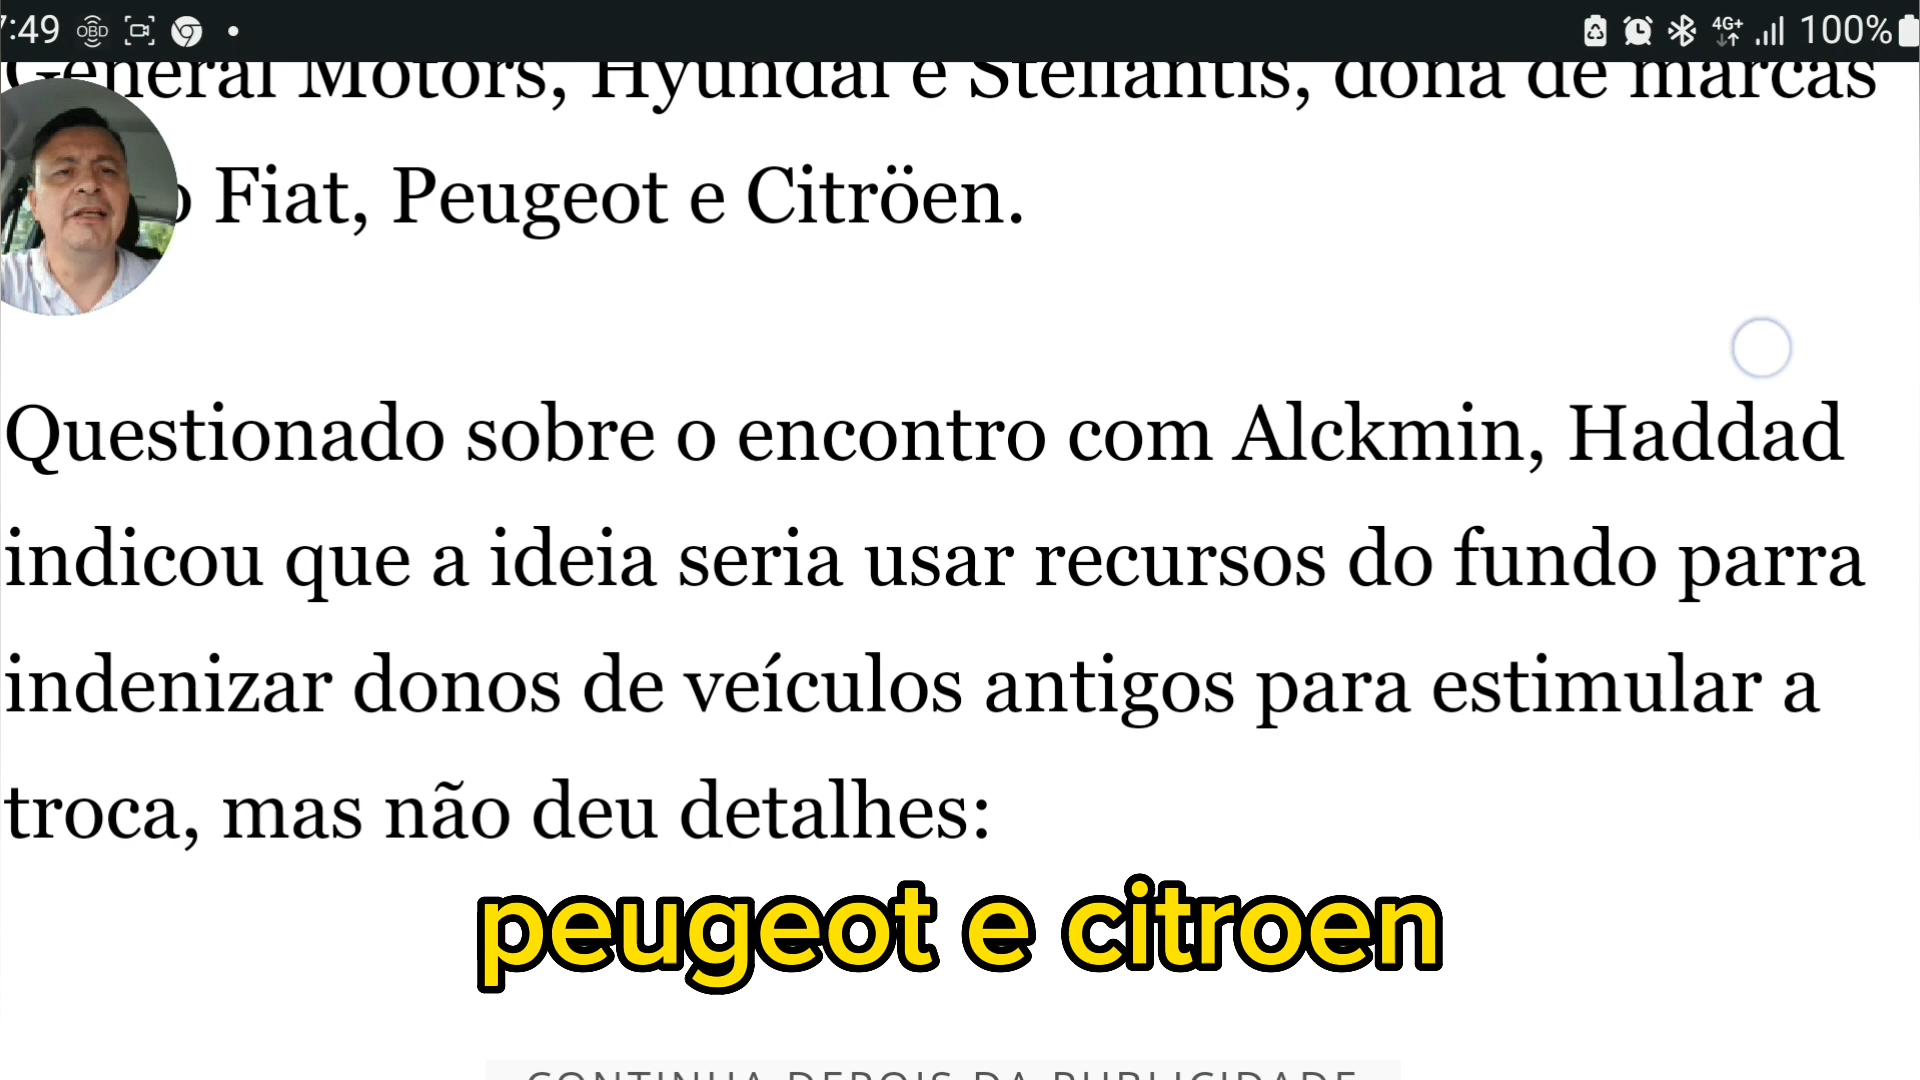 :49 OBD 4G+ 100%
General Motors, Hyundai e Stellantis, dona de marcas
Fiat, Peugeot e Citröen.
Questionado sobre o encontro com Alckmin, Haddad
indicou que a ideia seria usar recursos do fundo parra
indenizar donos de veículos antigos para estimular a
troca, mas não deu detalhes:
peugeot e citroen
CONTINUA DEPOIS DA PUBLICIDADE